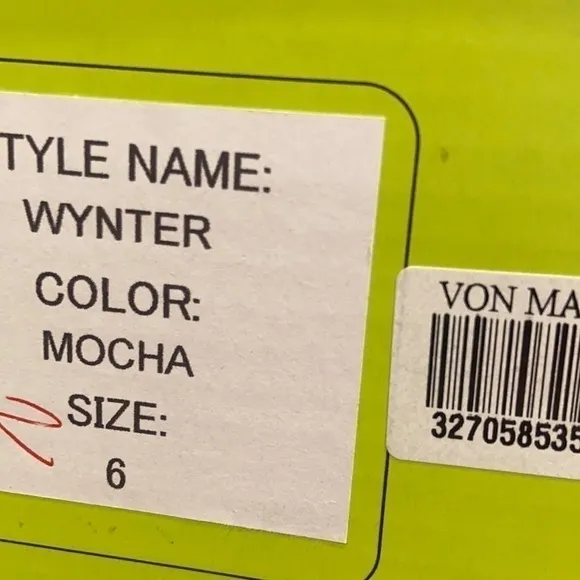 TYLE NAME:
WYNTER
COLOR:
MOCHA
SIZE:
6
VON MA
327058535